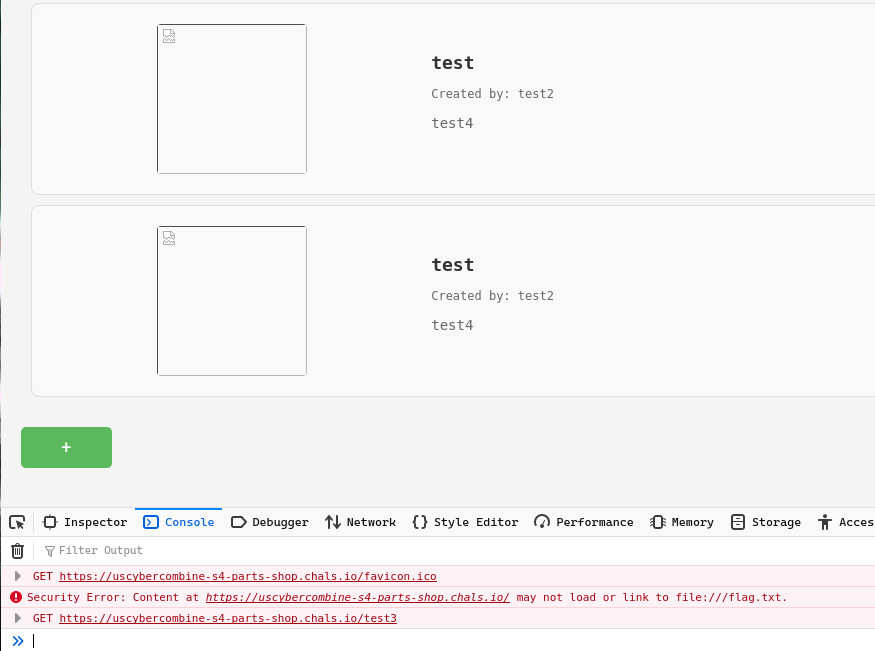 test
Created by: test2
test4
test
Created by: test2
test4
+
Inspector Console Debugger Network Style Editor Performance Memory Storage Acces
Filter Output
GET https://uscybercombine-s4-parts-shop.chals.io/favicon.ico
Security Error: Content at https://uscybercombine-s4-parts-shop.chals.io/ may not load or link to file:///flag.txt.
GET https://uscybercombine-s4-parts-shop.chals.io/test3